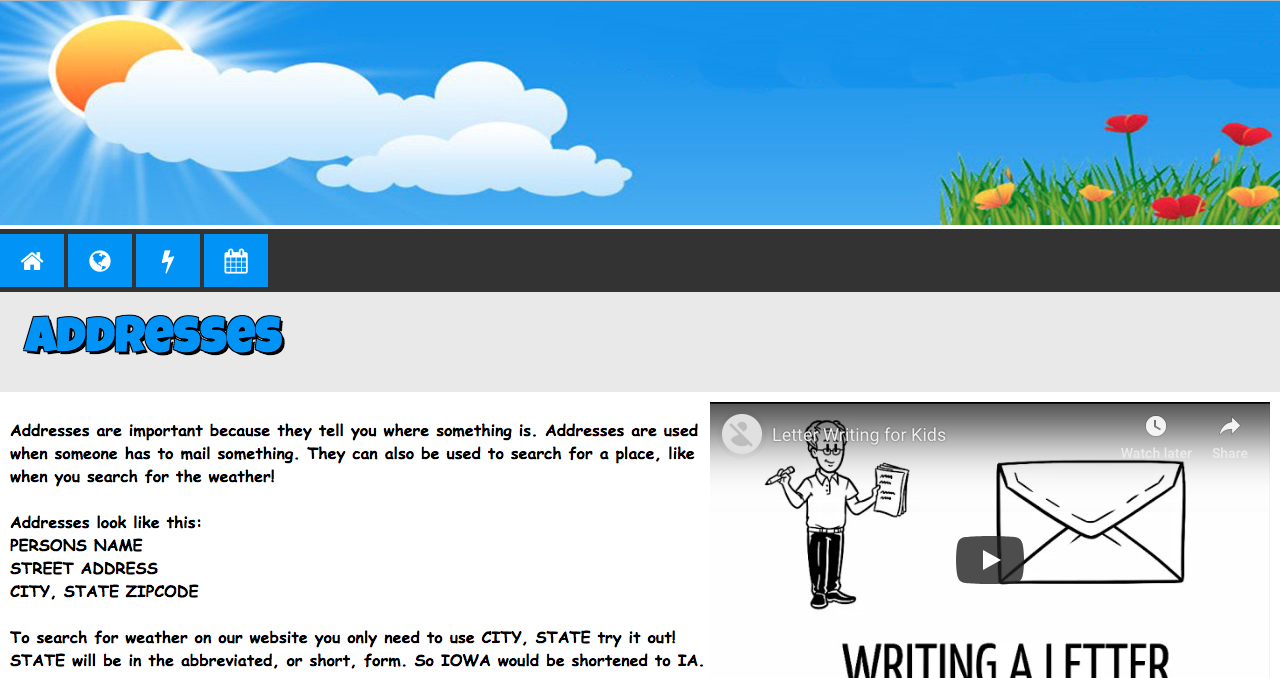 Addresses
Addresses are important because they tell you where something is. Addresses are used
when someone has to mail something. They can also be used to search for a place, like
when you search for the weather!
Addresses look like this:
PERSONS NAME
STREET ADDRESS
CITY, STATE ZIPCODE
To search for weather on our website you only need to use CITY, STATE try it out!
STATE will be in the abbreviated, or short, form. So IOWA would be shortened to IA.
Letter Writing for Kids
Watch later
Share
WRITING A LETTER